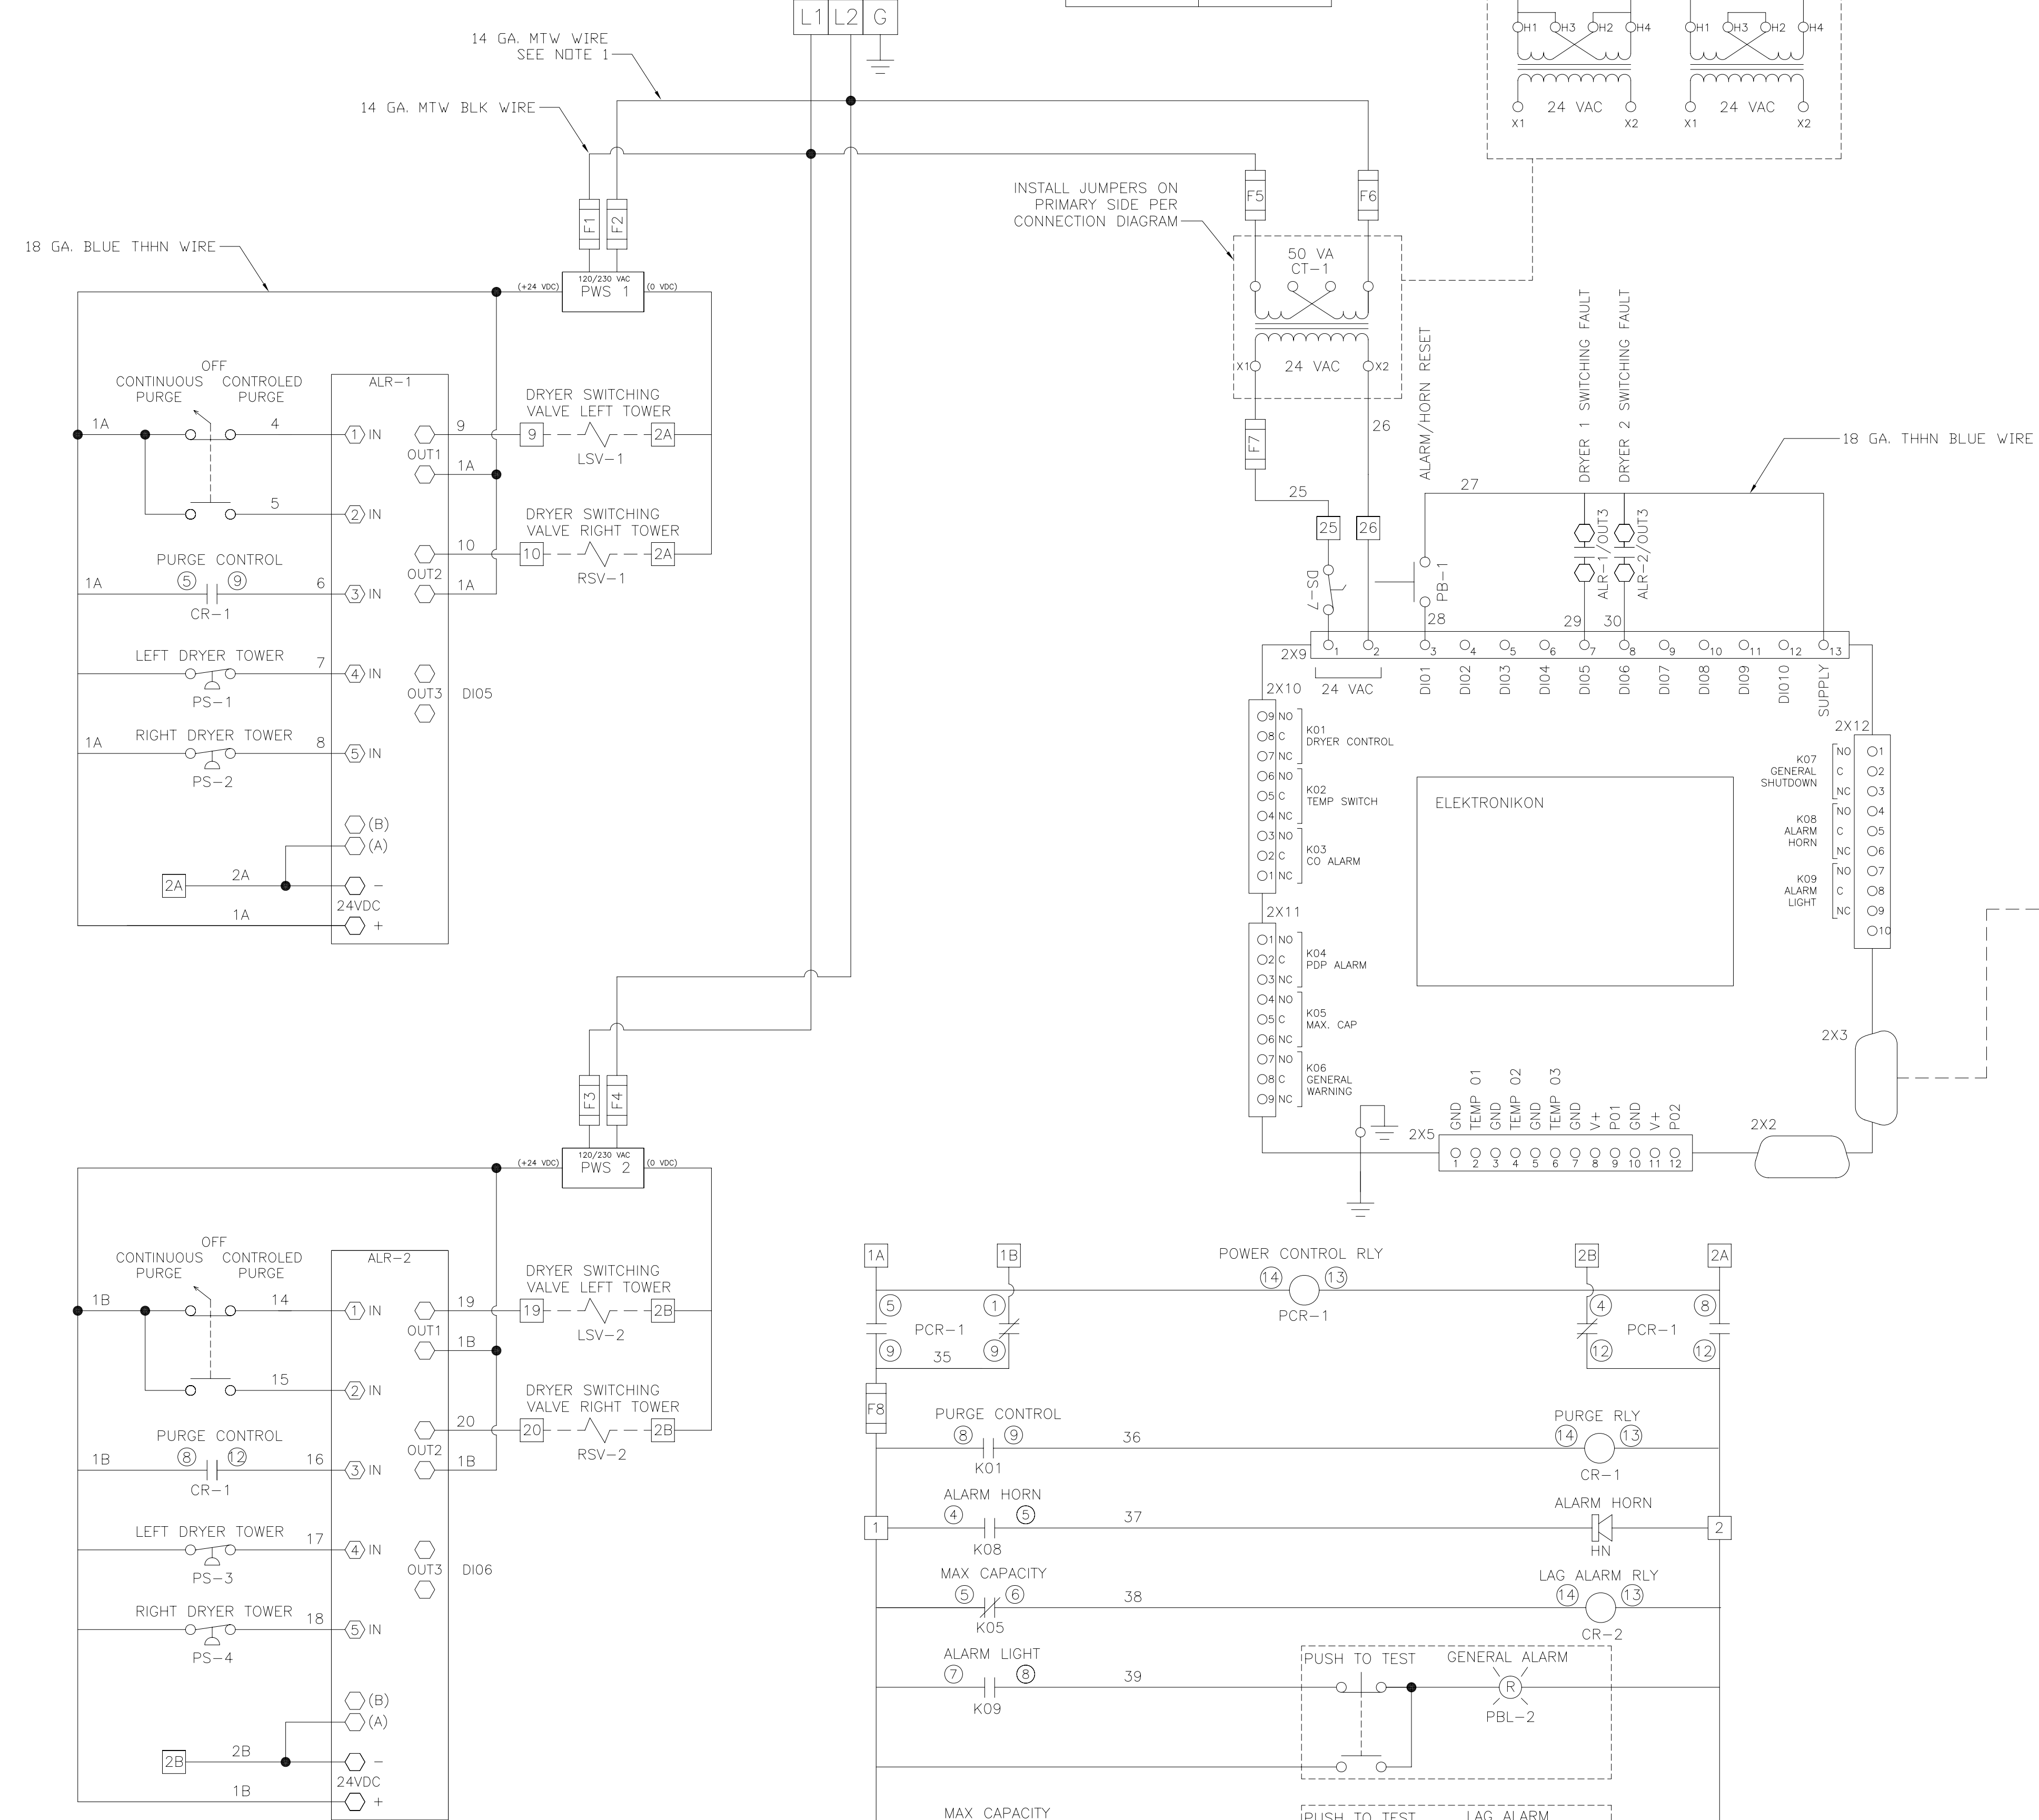 L1 L2 G
14 GA. MTW WIRE
SEE NOTE 1
14 GA. MTW BLK WIRE
H1 H3 H2 H4
H1 H3 H2 H4
24 VAC
X1 X2
24 VAC
X1 X2
INSTALL JUMPERS ON
PRIMARY SIDE PER
CONNECTION DIAGRAM
F5 F6
50 VA
CT-1
X1 24 VAC X2
F7
25
26
25 26
DS-7
ALARM/HORN RESET
27
PB-1
28
DRYER 1 SWITCHING FAULT
DRYER 2 SWITCHING FAULT
ALR-1/OUT3
ALR-2/OUT3
29 30
18 GA. THHN BLUE WIRE
18 GA. BLUE THHN WIRE
F1 F2
120/230 VAC
(+24 VDC) PWS 1 (0 VDC)
OFF
CONTINUOUS CONTROLED
PURGE PURGE
ALR-1
1A 4 1 IN
5 2 IN
PURGE CONTROL
5 9
1A 6 3 IN
CR-1
LEFT DRYER TOWER
7 4 IN
PS-1
RIGHT DRYER TOWER
1A 8 5 IN
PS-2
(B)
(A)
2A 2A -
24VDC
1A +
9
OUT1
1A
10
OUT2
1A
OUT3 DI05
DRYER SWITCHING
VALVE LEFT TOWER
9 2A
LSV-1
DRYER SWITCHING
VALVE RIGHT TOWER
10 2A
RSV-1
2X9
1 2 3 4 5 6 7 8 9 10 11 12 13
24 VAC
DI01 DI02 DI03 DI04 DI05 DI06 DI07 DI08 DI09 DI010 SUPPLY
2X10
9 NO
8 C
7 NC
K01
DRYER CONTROL
6 NO
5 C
4 NC
K02
TEMP SWITCH
3 NO
2 C
1 NC
K03
CO ALARM
2X11
1 NO
2 C
3 NC
K04
PDP ALARM
4 NO
5 C
6 NC
K05
MAX. CAP
7 NO
8 C
9 NC
K06
GENERAL
WARNING
ELEKTRONIKON
2X12
K07
GENERAL
SHUTDOWN
NO 1
C 2
NC 3
K08
ALARM
HORN
NO 4
C 5
NC 6
K09
ALARM
LIGHT
NO 7
C 8
NC 9
10
2X3
2X2
2X5
GND TEMP 01 GND TEMP 02 GND TEMP 03 GND V+ P01 GND V+ P02
1 2 3 4 5 6 7 8 9 10 11 12
F3 F4
120/230 VAC
(+24 VDC) PWS 2 (0 VDC)
OFF
CONTINUOUS CONTROLED
PURGE PURGE
ALR-2
1B 14 1 IN
15 2 IN
PURGE CONTROL
8 12
1B 16 3 IN
CR-1
LEFT DRYER TOWER
17 4 IN
PS-3
RIGHT DRYER TOWER
18 5 IN
PS-4
(B)
(A)
2B 2B -
24VDC
1B +
19
OUT1
1B
20
OUT2
1B
OUT3 DI06
DRYER SWITCHING
VALVE LEFT TOWER
19 2B
LSV-2
DRYER SWITCHING
VALVE RIGHT TOWER
20 2B
RSV-2
1A 1B POWER CONTROL RLY 2B 2A
14 13
PCR-1
5 1 4 8
PCR-1 PCR-1
9 35 9 12 12
F8
PURGE CONTROL PURGE RLY
8 9 36 14 13
K01 CR-1
ALARM HORN ALARM HORN
1 4 5 37 2
K08 HN
MAX CAPACITY LAG ALARM RLY
5 6 38 14 13
K05 CR-2
ALARM LIGHT PUSH TO TEST GENERAL ALARM
7 8 39 R
K09 PBL-2
MAX CAPACITY PUSH TO TEST LAG ALARM